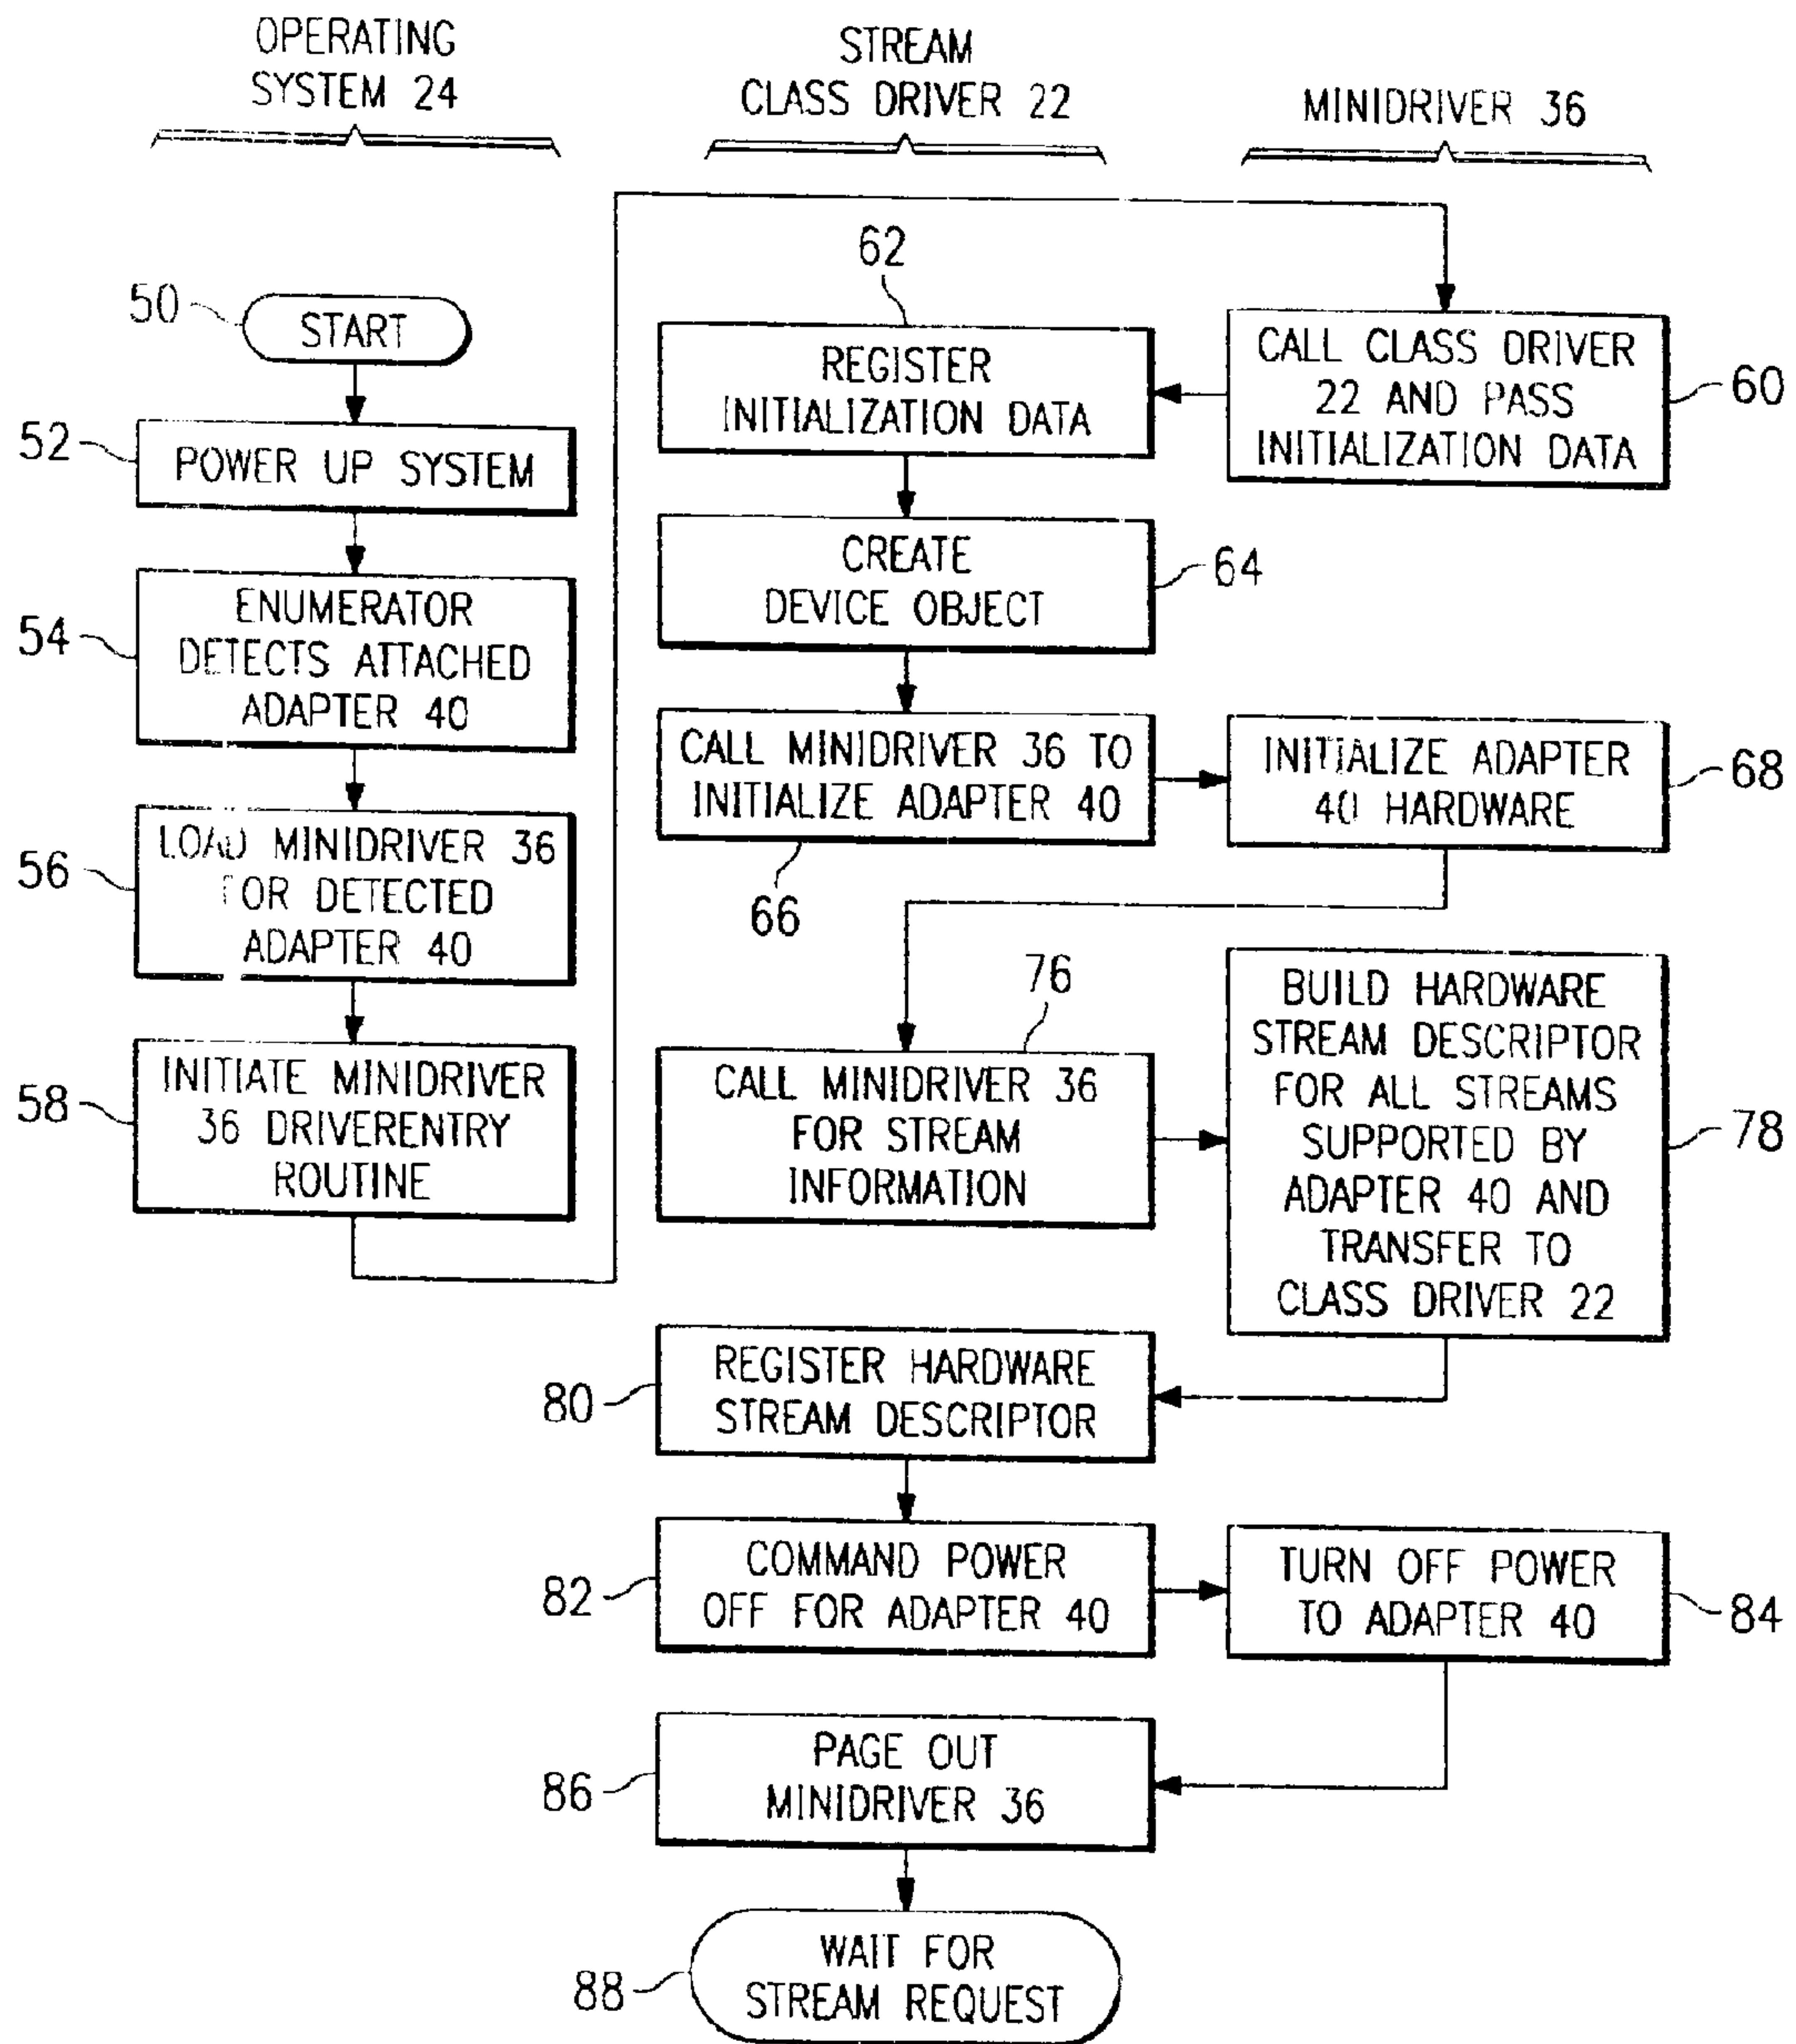 OPERATING
SYSTEM 24
STREAM
CLASS DRIVER 22
MINIDRIVER 36
50
START
52
POWER UP SYSTEM
54
ENUMERATOR
DETECTS ATTACHED
ADAPTER 40
56
LOAD MINIDRIVER 36
FOR DETECTED
ADAPTER 40
58
INITIATE MINIDRIVER
36 DRIVERENTRY
ROUTINE
60
CALL CLASS DRIVER
22 AND PASS
INITIALIZATION DATA
62
REGISTER
INITIALIZATION DATA
64
CREATE
DEVICE OBJECT
66
CALL MINIDRIVER 36 TO
INITIALIZE ADAPTER 40
68
INITIALIZE ADAPTER
40 HARDWARE
76
CALL MINIDRIVER 36
FOR STREAM
INFORMATION
78
BUILD HARDWARE
STREAM DESCRIPTOR
FOR ALL STREAMS
SUPPORTED BY
ADAPTER 40 AND
TRANSFER TO
CLASS DRIVER 22
80
REGISTER HARDWARE
STREAM DESCRIPTOR
82
COMMAND POWER
OFF FOR ADAPTER 40
84
TURN OFF POWER
TO ADAPTER 40
86
PAGE OUT
MINIDRIVER 36
88
WAIT FOR
STREAM REQUEST